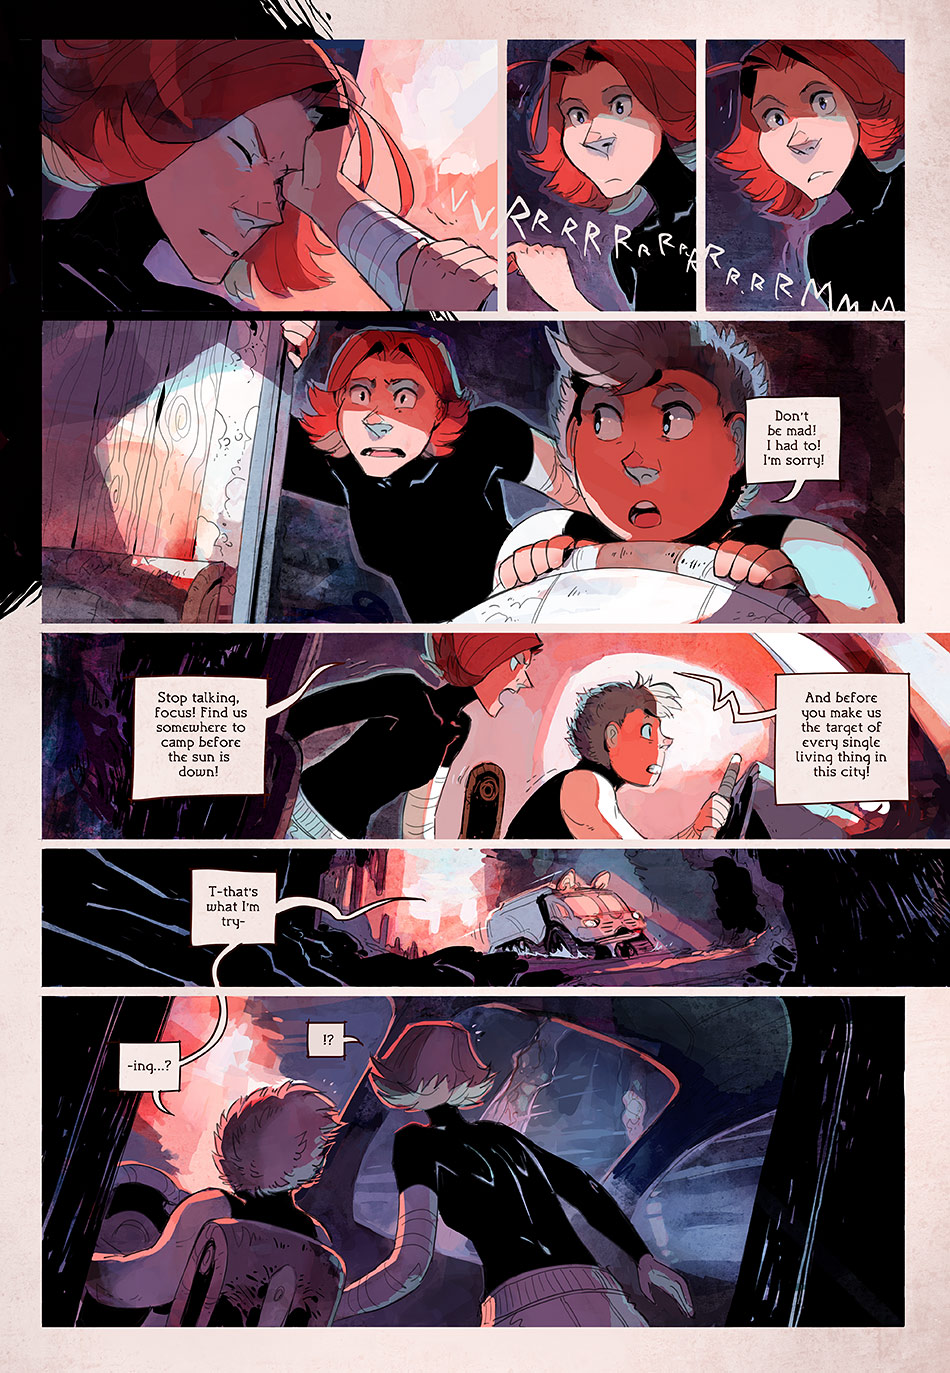 VVRRRRRRRRRRRRRMMMM
Don't
be mad!
I had to!
I'm sorry!
Stop talking,
focus! Find us
somewhere to
camp before
the sun is
down!
And before
you make us
the target of
every single
living thing in
this city!
T-that's
what I'm
try-
-ing...?
!?